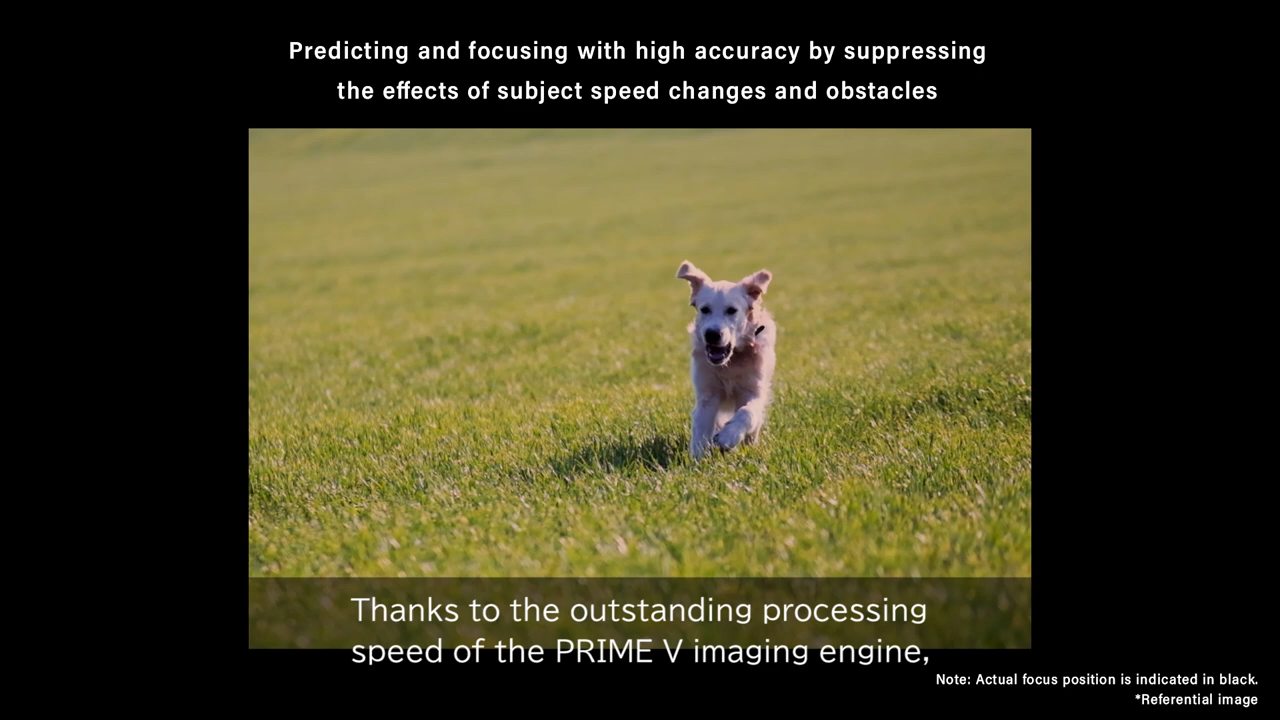 Predicting and focusing with high accuracy by suppressing
the effects of subject speed changes and obstacles
Thanks to the outstanding processing
speed of the PRIME V imaging engine,
Note: Actual focus position is indicated in black.
*Referential image